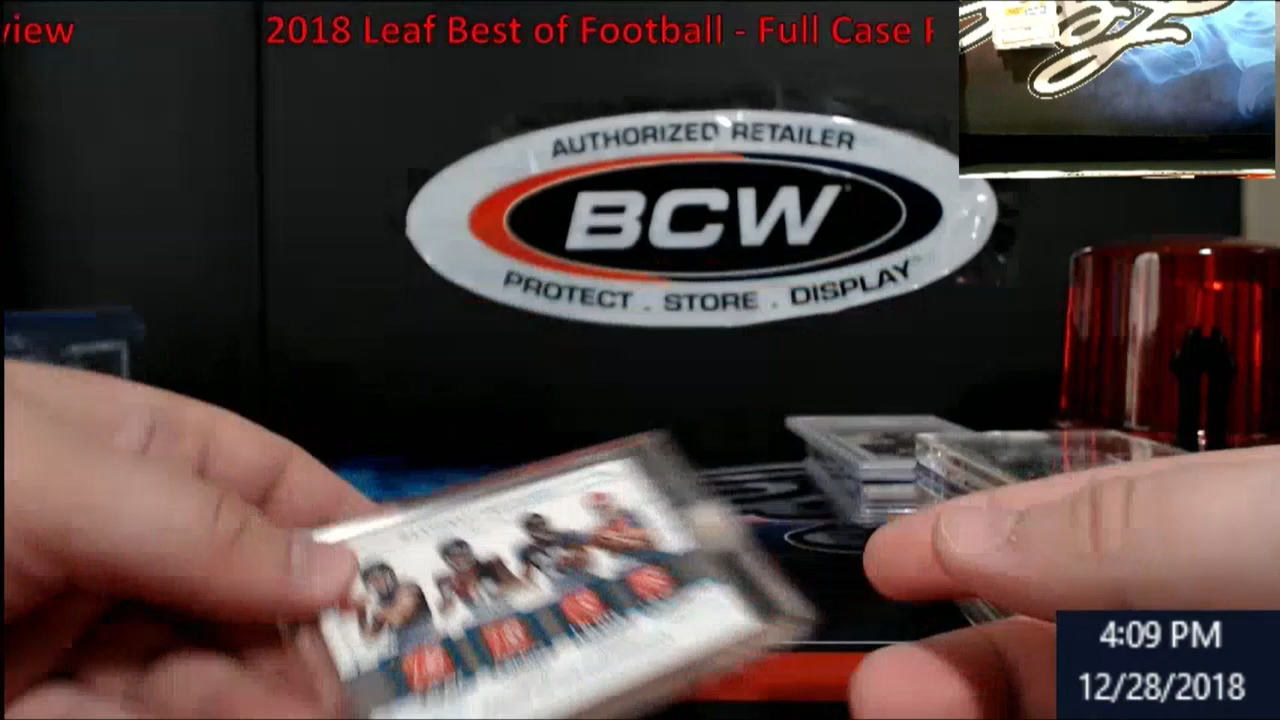 view
2018 Leaf Best of Football - Full Case
AUTHORIZED RETAILER
BCW
PROTECT . STORE . DISPLAY
4:09 PM
12/28/2018